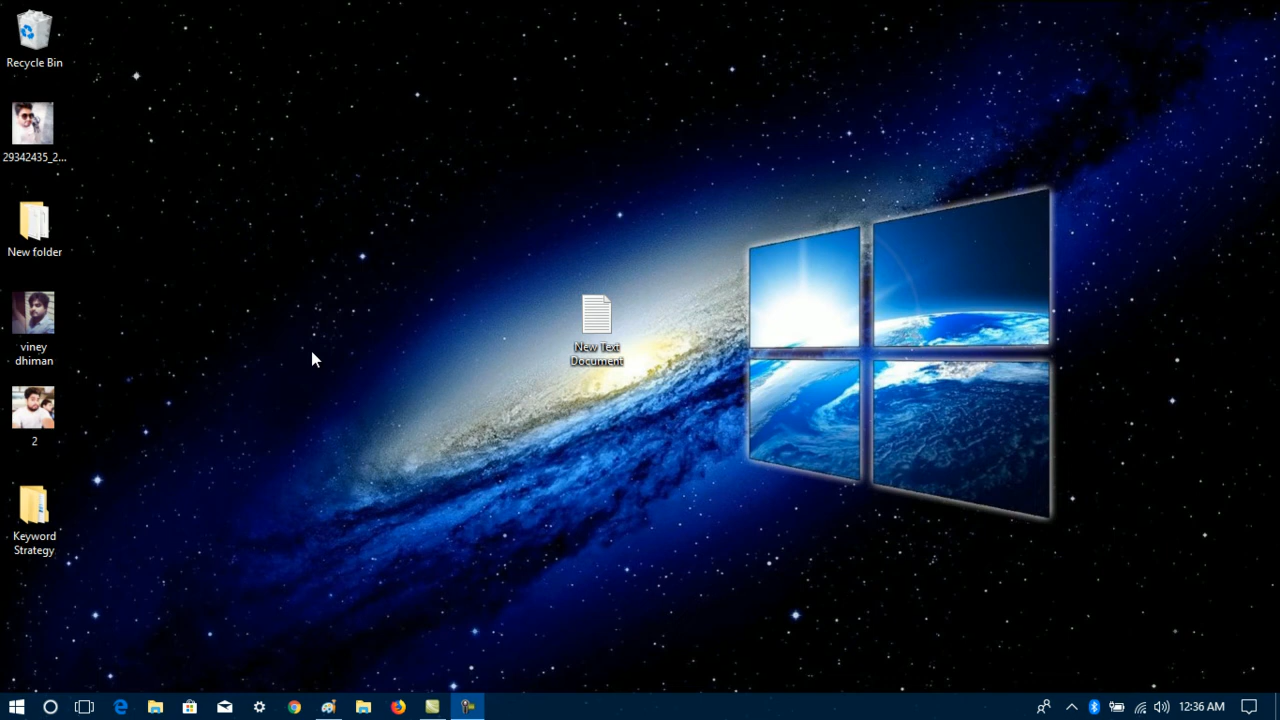 Recycle Bin
29342435_2...
New folder
viney
dhiman
2
Keyword
Strategy
New Text
Document
12:36 AM